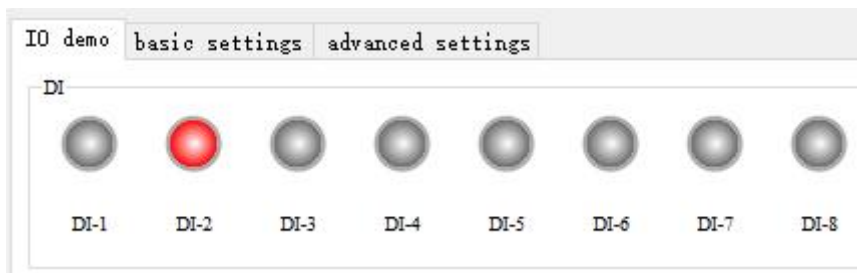 IO demo basic settings advanced settings
DI
DI-1 DI-2 DI-3 DI-4 DI-5 DI-6 DI-7 DI-8